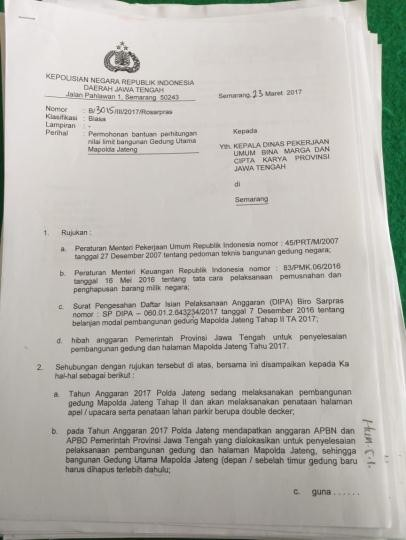 KEPOLISIAN NEGARA REPUBLIK INDONESIA
DAERAH JAWA TENGAH
Jalan Pahlawan 1, Semarang 50243
Semarang, 23 Maret 2017
Nomor : B/3015/III/2017/Rosarpras
Klasifikasi : Biasa
Lampiran : -
Perihal : Permohonan bantuan perhitungan
nilai limit bangunan Gedung Utama
Mapolda Jateng
Kepada
Yth. KEPALA DINAS PEKERJAAN
UMUM BINA MARGA DAN
CIPTA KARYA PROVINSI
JAWA TENGAH
di
Semarang
1. Rujukan :
a. Peraturan Menteri Pekerjaan Umum Republik Indonesia nomor : 45/PRT/M/2007
tanggal 27 Desember 2007 tentang pedoman teknis bangunan gedung negara;
b. Peraturan Menteri Keuangan Republik Indonesia nomor : 83/PMK.06/2016
tanggal 16 Mei 2016 tentang tata cara pelaksanaan pemusnahan dan
penghapusan barang milik negara;
c. Surat Pengesahan Daftar Isian Pelaksanaan Anggaran (DIPA) Biro Sarpras
nomor : SP DIPA – 060.01.2.643234/2017 tanggal 7 Desember 2016 tentang
belanjan modal pembangunan gedung Mapolda Jateng Tahap II TA 2017;
d. hibah anggaran Pemerintah Provinsi Jawa Tengah untuk penyelesaian
pembangunan gedung dan halaman Mapolda Jateng Tahu 2017.
2. Sehubungan dengan rujukan tersebut di atas, bersama ini disampaikan kepada Ka
hal-hal sebagai berikut :
a. Tahun Anggaran 2017 Polda Jateng sedang melaksanakan pembangunan
gedung Mapolda Jateng Tahap II dan akan melaksanakan penataan halaman
apel / upacara serta penataan lahan parkir berupa double decker;
b. pada Tahun Anggaran 2017 Polda Jateng mendapatkan anggaran APBN dan
APBD Pemerintah Provinsi Jawa Tengah yang dialokasikan untuk penyelesaian
pelaksanaan pembangunan gedung dan halaman Mapolda Jateng, sehingga
bangunan Gedung Utama Mapolda Jateng (depan / sebelah timur gedung baru
harus dihapus terlebih dahulu;
c. guna . . . . . .